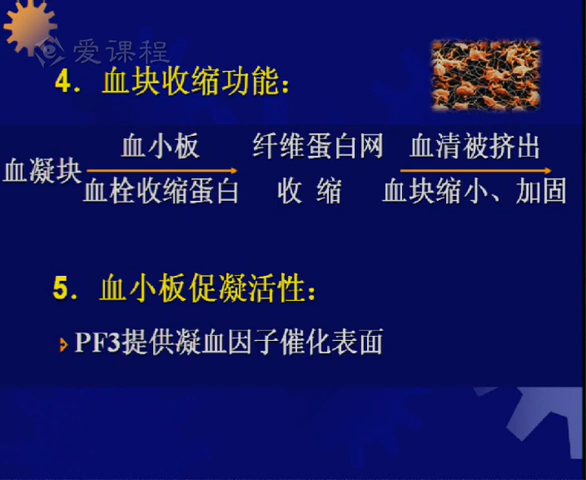 爱课程
4. 血块收缩功能：
血小板 纤维蛋白网 血清被挤出
血凝块
血栓收缩蛋白 收 缩 血块缩小、加固
5. 血小板促凝活性：
PF3提供凝血因子催化表面